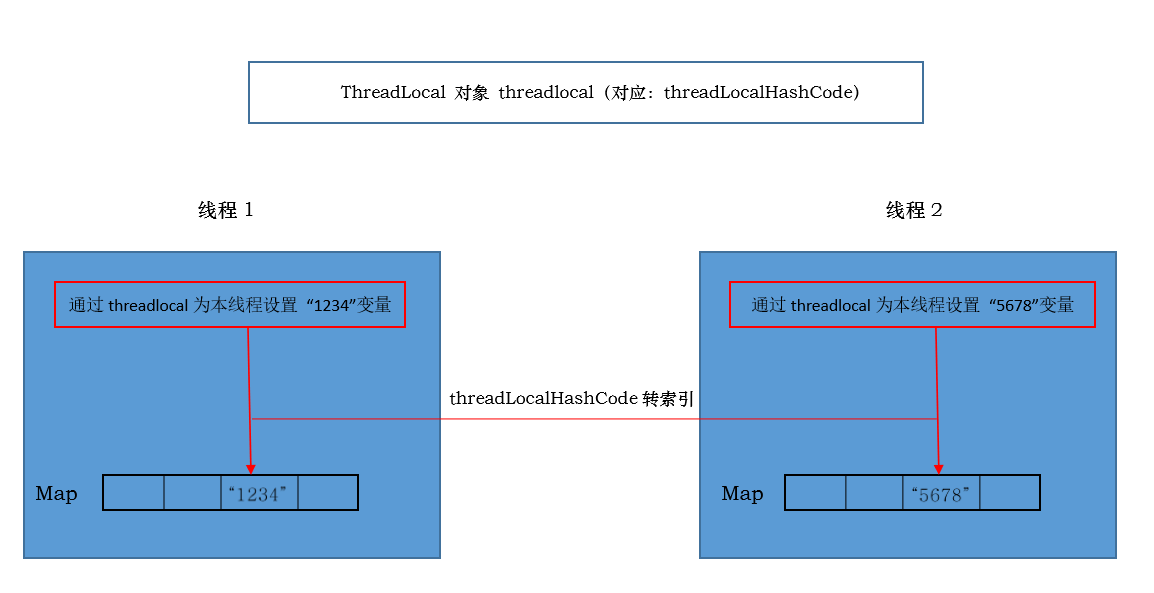 ThreadLocal 对象 threadlocal（对应：threadLocalHashCode）
线程 1
线程 2
通过 threadlocal 为本线程设置 “1234”变量
通过 threadlocal 为本线程设置 “5678”变量
threadLocalHashCode 转索引
Map
“1234”
Map
“5678”